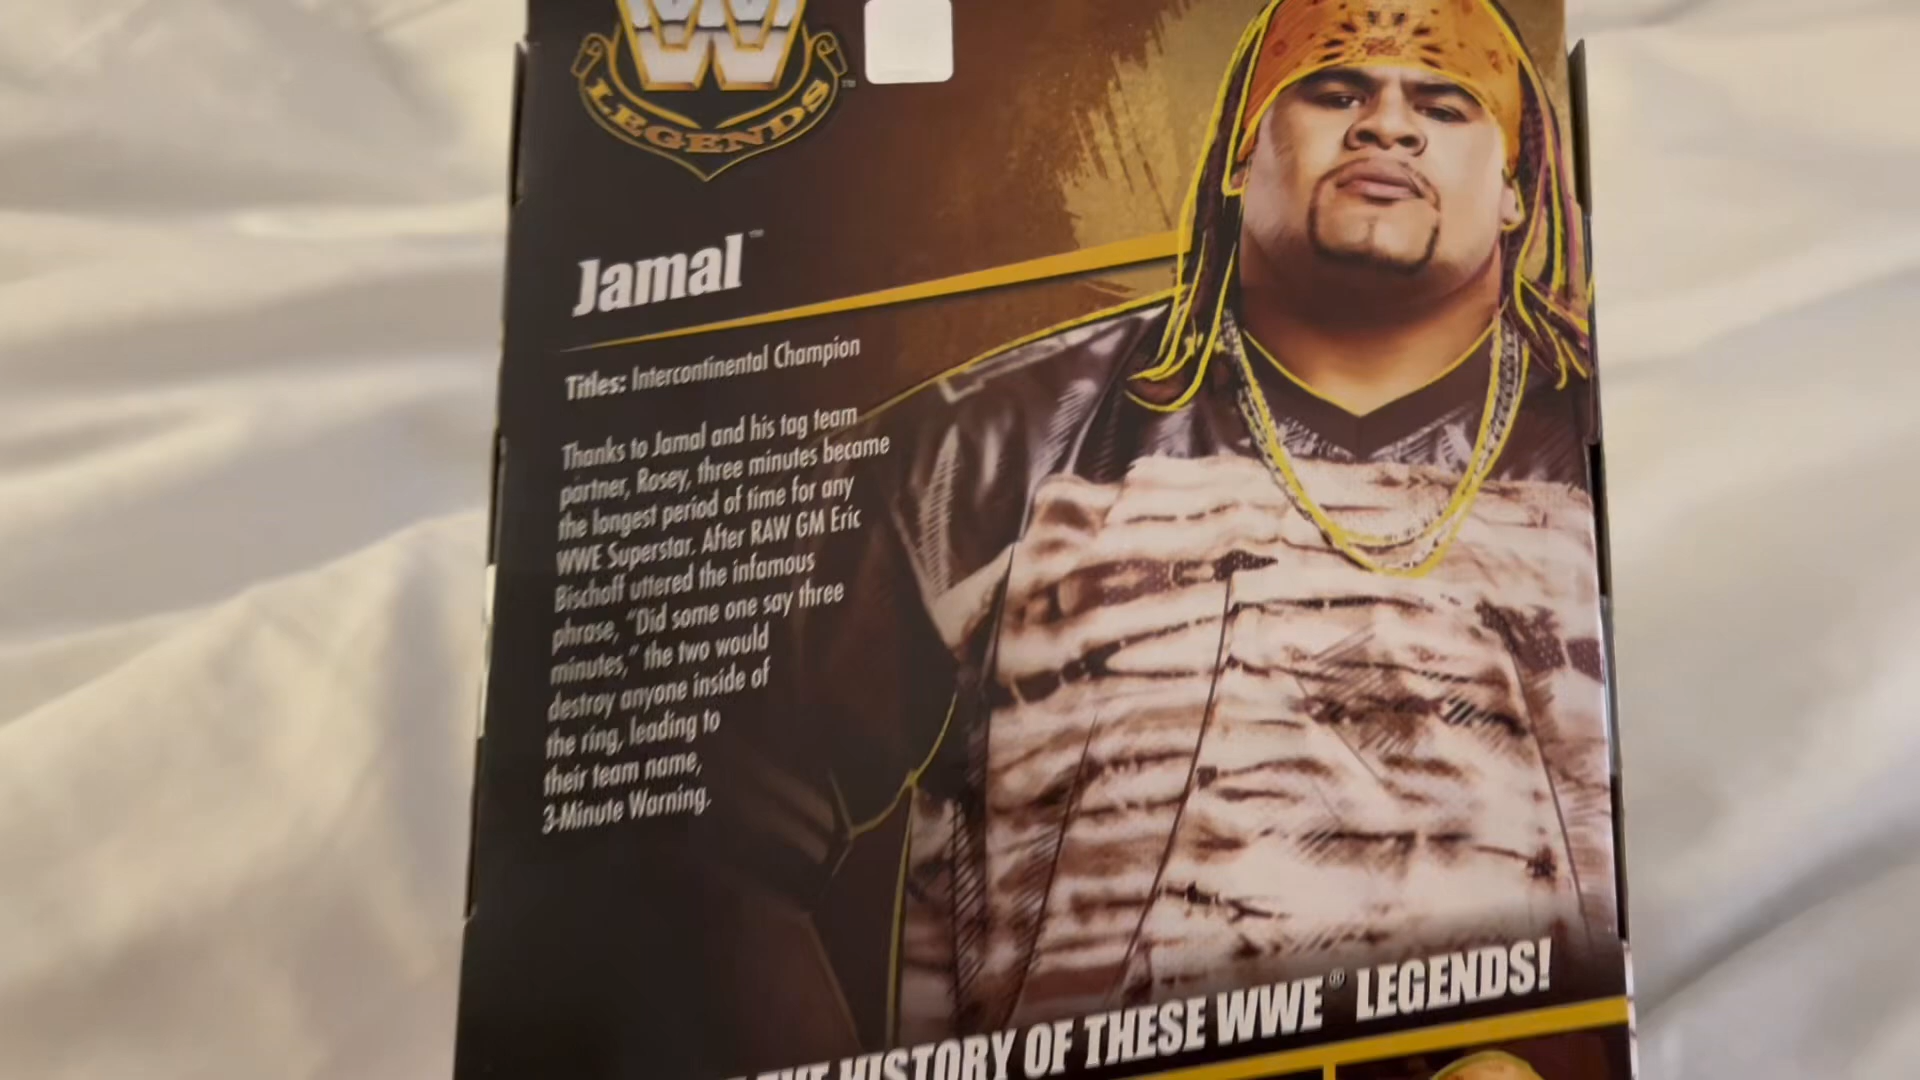 LEGENDS™
Jamal™
Titles: Intercontinental Champion
Thanks to Jamal and his tag team
partner, Rosey, three minutes became
the longest period of time for any
WWE Superstar. After RAW GM Eric
Bischoff uttered the infamous
phrase, "Did some one say three
minutes," the two would
destroy anyone inside of
the ring, leading to
their team name,
3-Minute Warning.
HISTORY OF THESE WWE® LEGENDS!